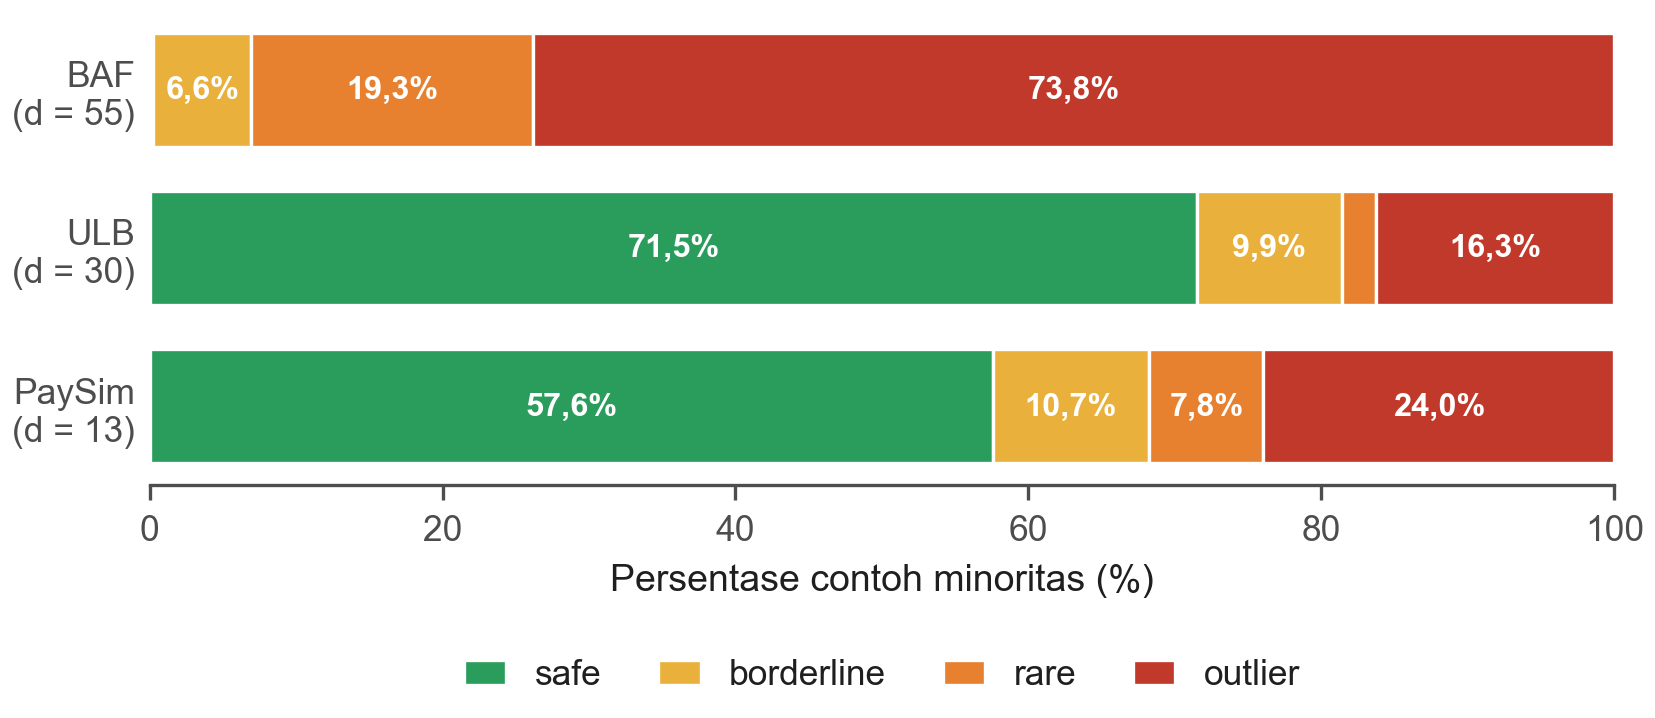 BAF
(d = 55)
6,6%
19,3%
73,8%
ULB
(d = 30)
71,5%
9,9%
16,3%
PaySim
(d = 13)
57,6%
10,7%
7,8%
24,0%
0 20 40 60 80 100
Persentase contoh minoritas (%)
safe borderline rare outlier